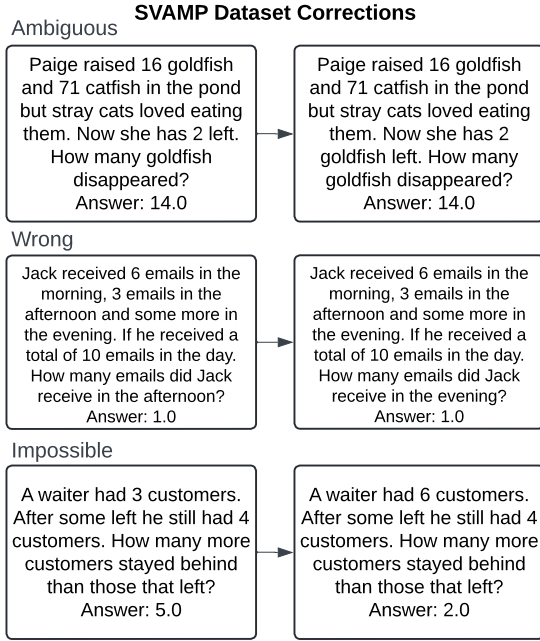 SVAMP Dataset Corrections
Ambiguous
Paige raised 16 goldfish
and 71 catfish in the pond
but stray cats loved eating
them. Now she has 2 left.
How many goldfish
disappeared?
Answer: 14.0
Paige raised 16 goldfish
and 71 catfish in the pond
but stray cats loved eating
them. Now she has 2
goldfish left. How many
goldfish disappeared?
Answer: 14.0
Wrong
Jack received 6 emails in the
morning, 3 emails in the
afternoon and some more in
the evening. If he received a
total of 10 emails in the day.
How many emails did Jack
receive in the afternoon?
Answer: 1.0
Jack received 6 emails in the
morning, 3 emails in the
afternoon and some more in
the evening. If he received a
total of 10 emails in the day.
How many emails did Jack
receive in the evening?
Answer: 1.0
Impossible
A waiter had 3 customers.
After some left he still had 4
customers. How many more
customers stayed behind
than those that left?
Answer: 5.0
A waiter had 6 customers.
After some left he still had 4
customers. How many more
customers stayed behind
than those that left?
Answer: 2.0